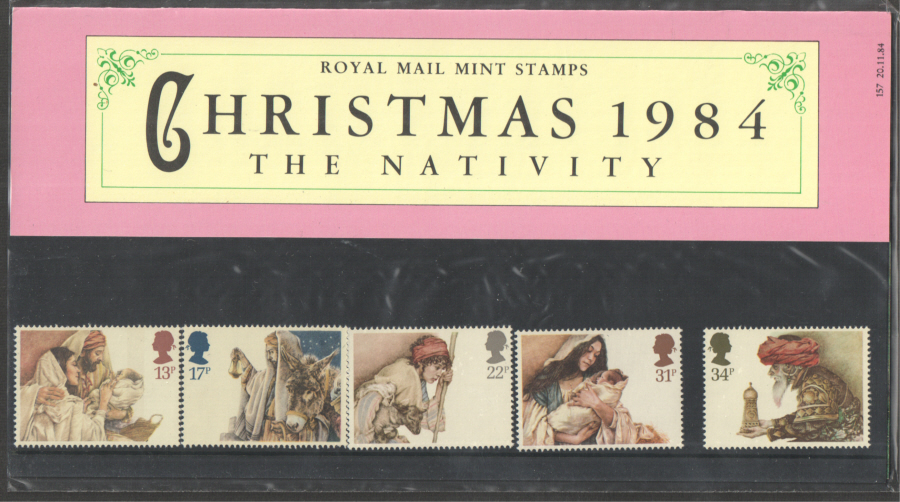 ROYAL MAIL MINT STAMPS
CHRISTMAS 1984
THE NATIVITY
157 20.11.84
13P
17P
22P
31P
34P